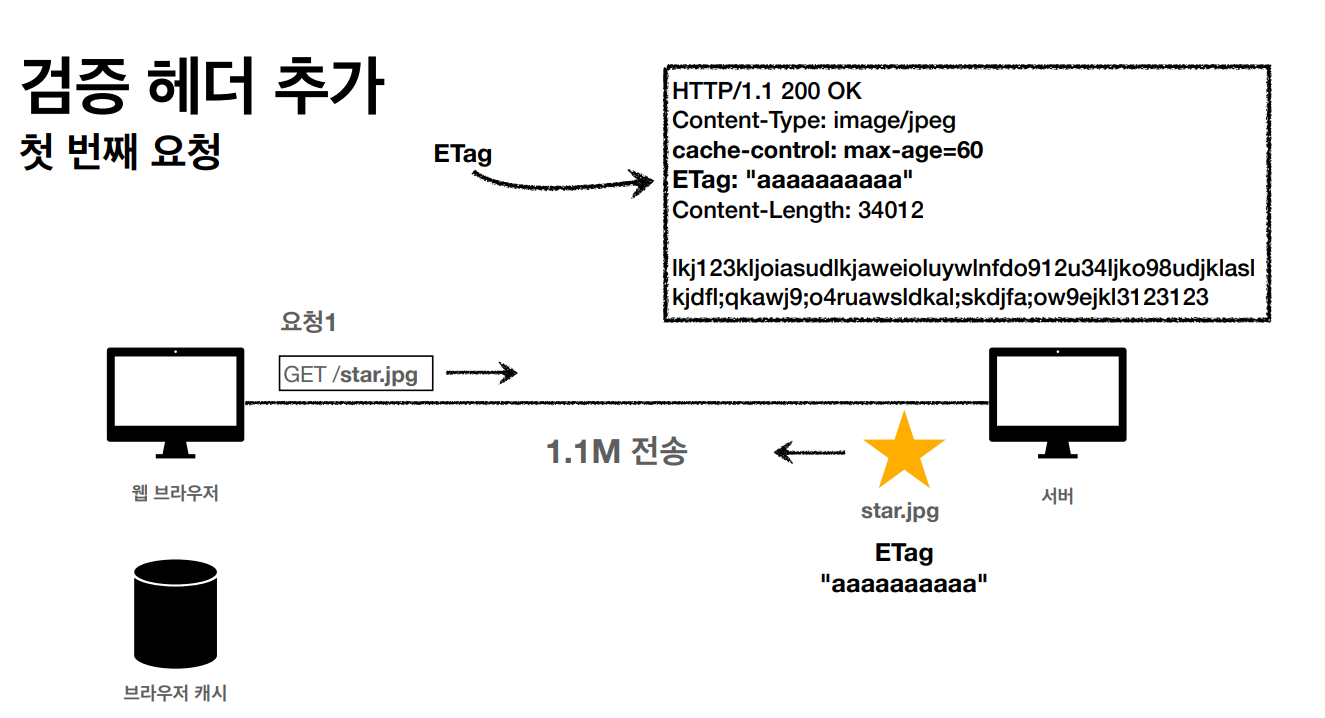 검증 헤더 추가
첫 번째 요청
ETag
HTTP/1.1 200 OK
Content-Type: image/jpeg
cache-control: max-age=60
ETag: "aaaaaaaaaa"
Content-Length: 34012
lkj123kljoiasudlkjaweioluywlnfdo912u34ljko98udjklasl
kjdfl;qkawj9;o4ruawsldkal;skdjfa;ow9ejkl3123123
요청1
GET /star.jpg
1.1M 전송
웹 브라우저
서버
star.jpg
ETag
"aaaaaaaaaa"
브라우저 캐시